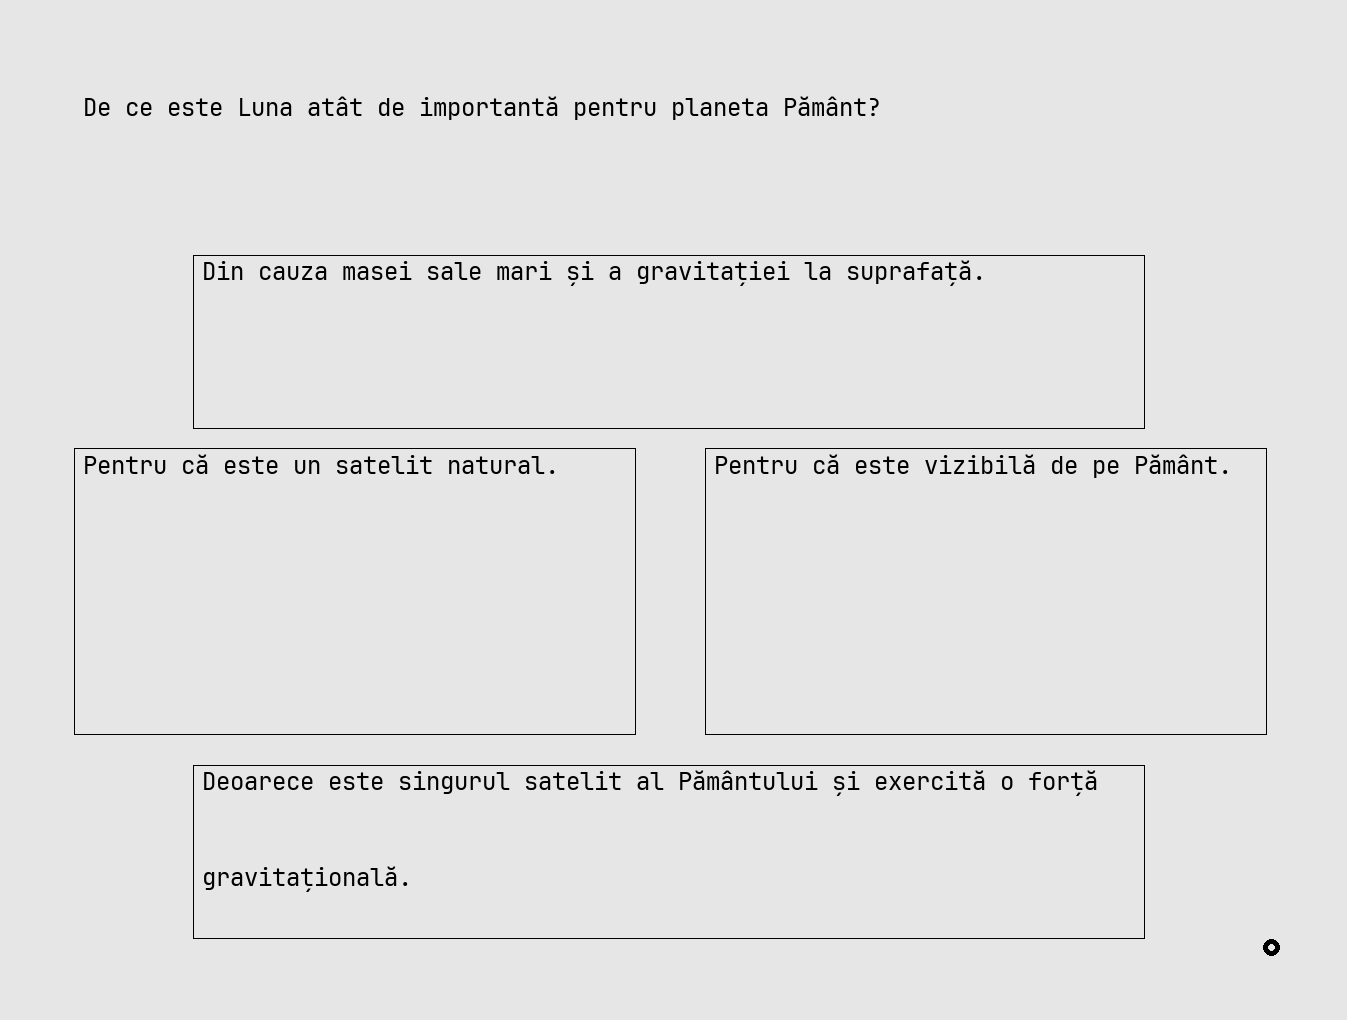 De ce este Luna atât de importantă pentru planeta Pământ?
Din cauza masei sale mari și a gravitației la suprafață.
Pentru că este un satelit natural.
Pentru că este vizibilă de pe Pământ.
Deoarece este singurul satelit al Pământului și exercită o forță
gravitațională.